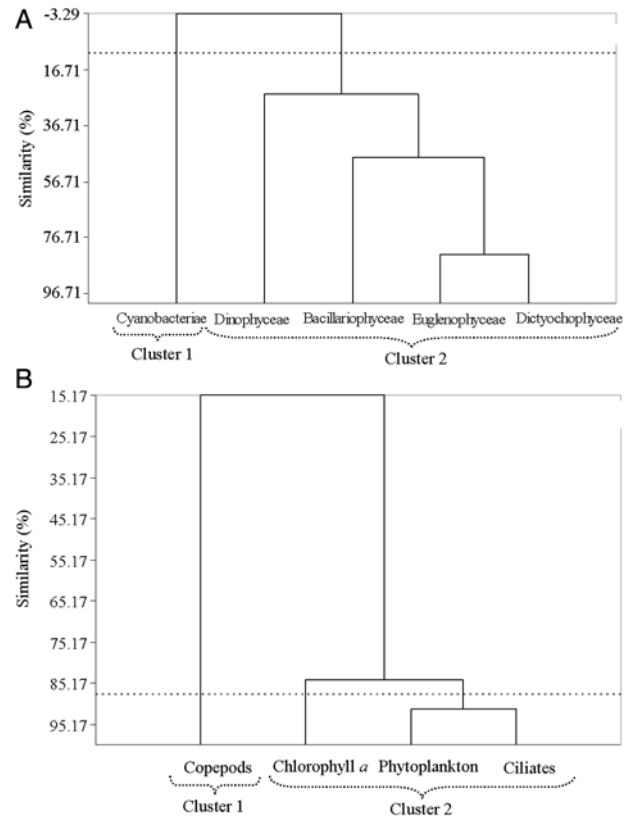 A
-3.29
16.71
36.71
56.71
76.71
96.71
Similarity (%)
Cyanobacteriae Dinophyceae Bacillariophyceae Euglenophyceae Dictyochophyceae
Cluster 1 Cluster 2
B
15.17
25.17
35.17
45.17
55.17
65.17
75.17
85.17
95.17
Similarity (%)
Copepods Chlorophyll a Phytoplankton Ciliates
Cluster 1 Cluster 2